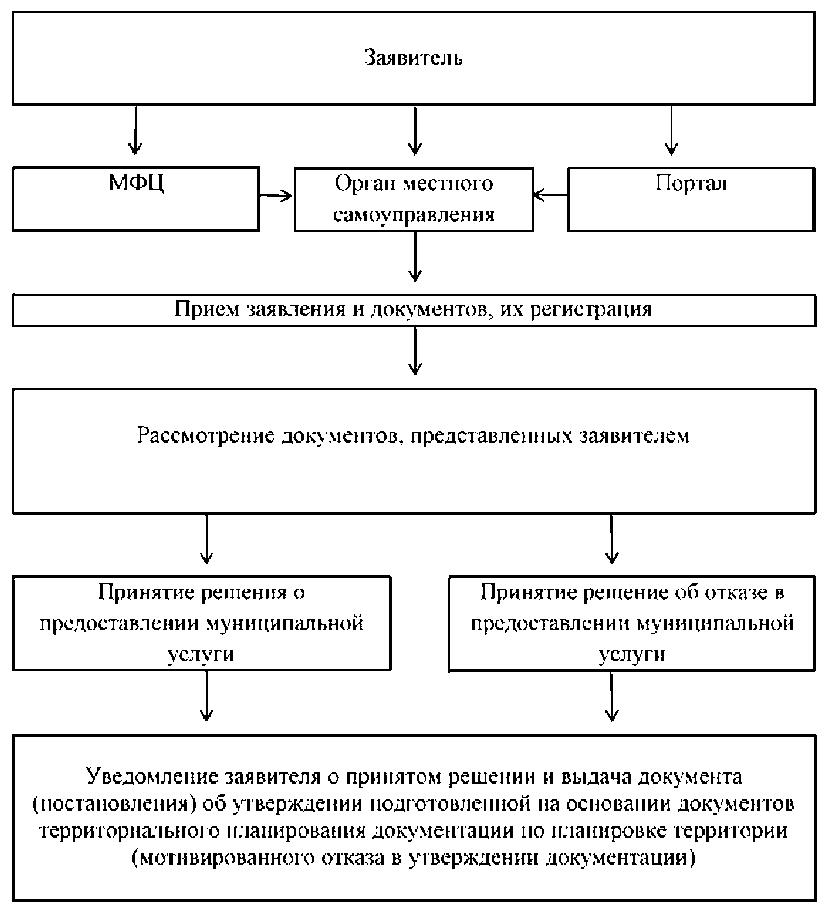 Заявитель
МФЦ
Орган местного
самоуправления
Портал
Прием заявления и документов, их регистрация
Рассмотрение документов, представленных заявителем
Принятие решения о
предоставлении муниципальной
услуги
Принятие решение об отказе в
предоставлении муниципальной
услуги
Уведомление заявителя о принятом решении и выдача документа
(постановления) об утверждении подготовленной на основании документов
территориального планирования документации по планировке территории
(мотивированного отказа в утверждении документации)